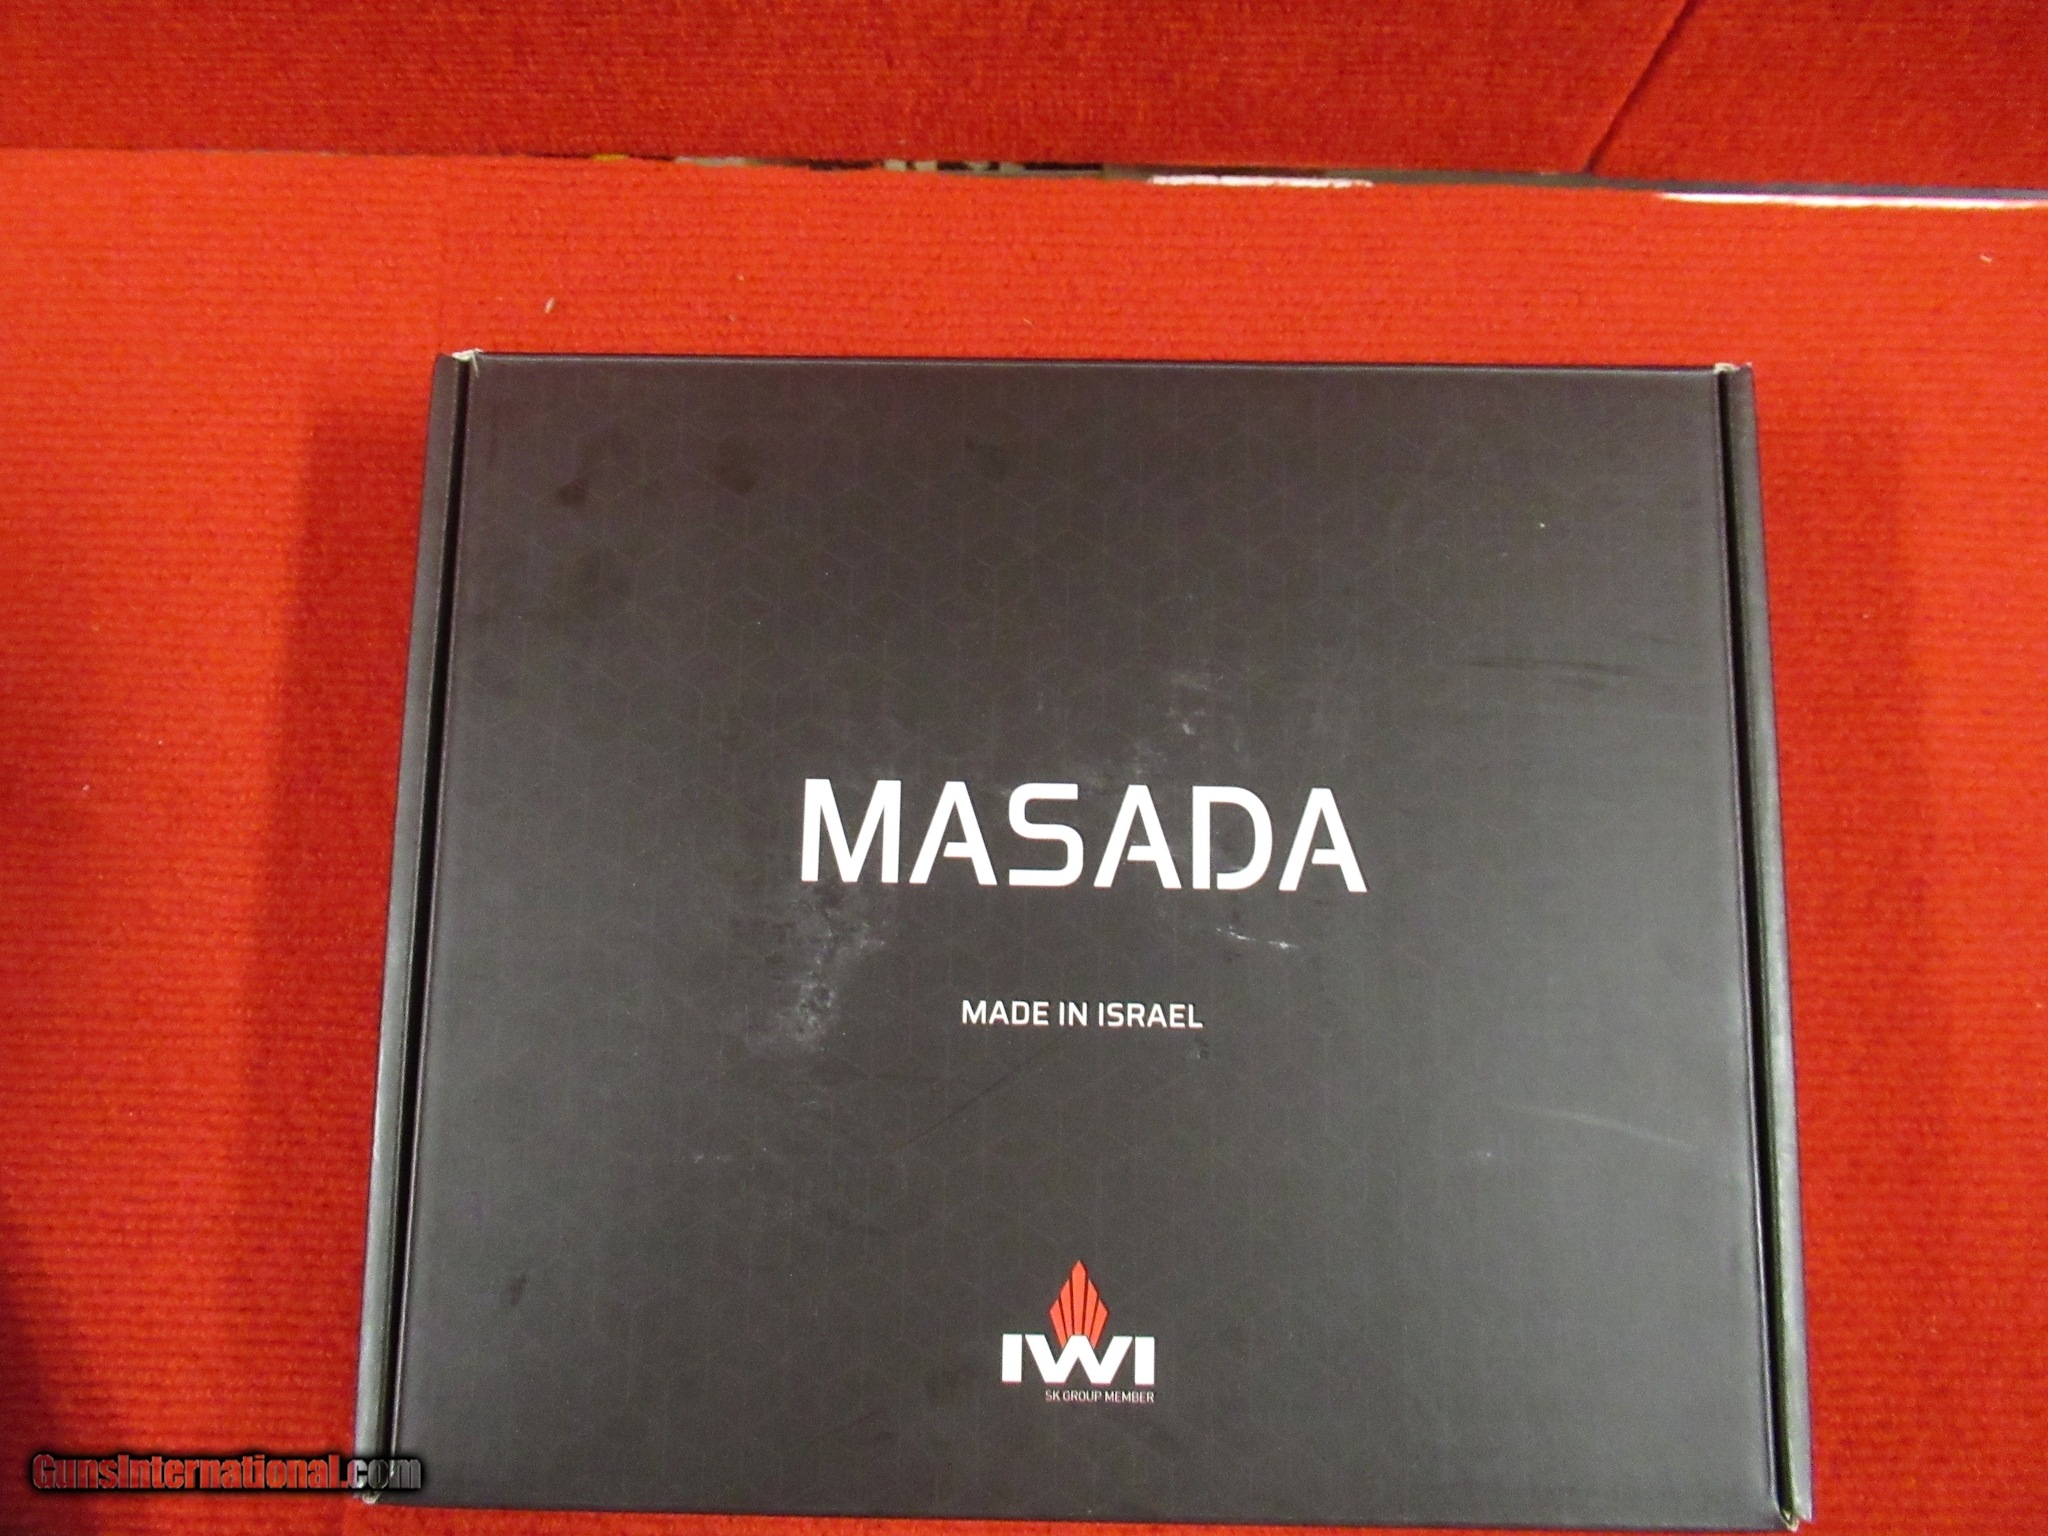 MASADA
MADE IN ISRAEL
IWI
SK GROUP MEMBER
GunsInternational.com